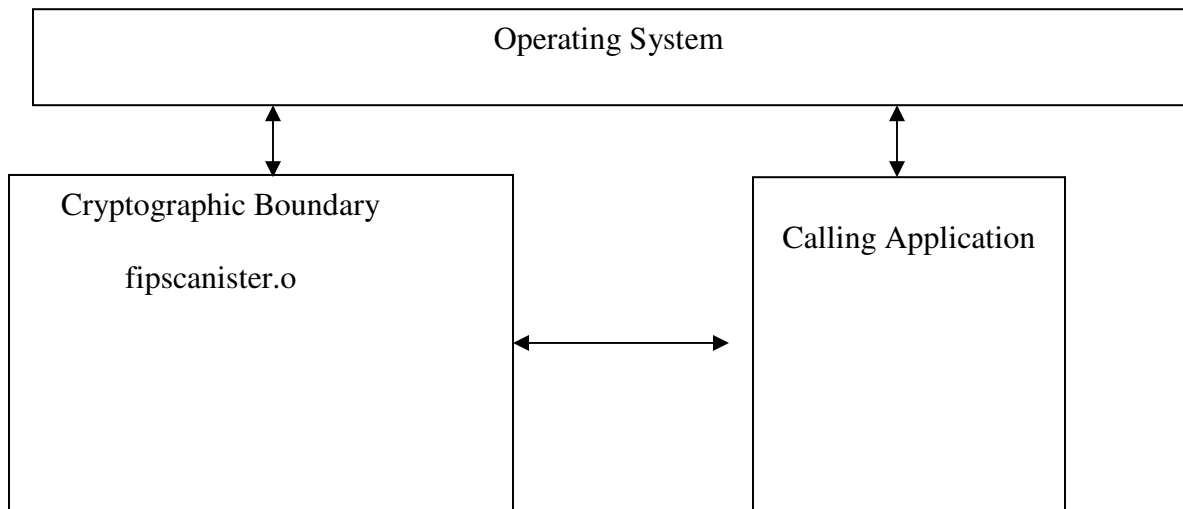 Operating System
Cryptographic Boundary
Calling Application
fipscanister.o